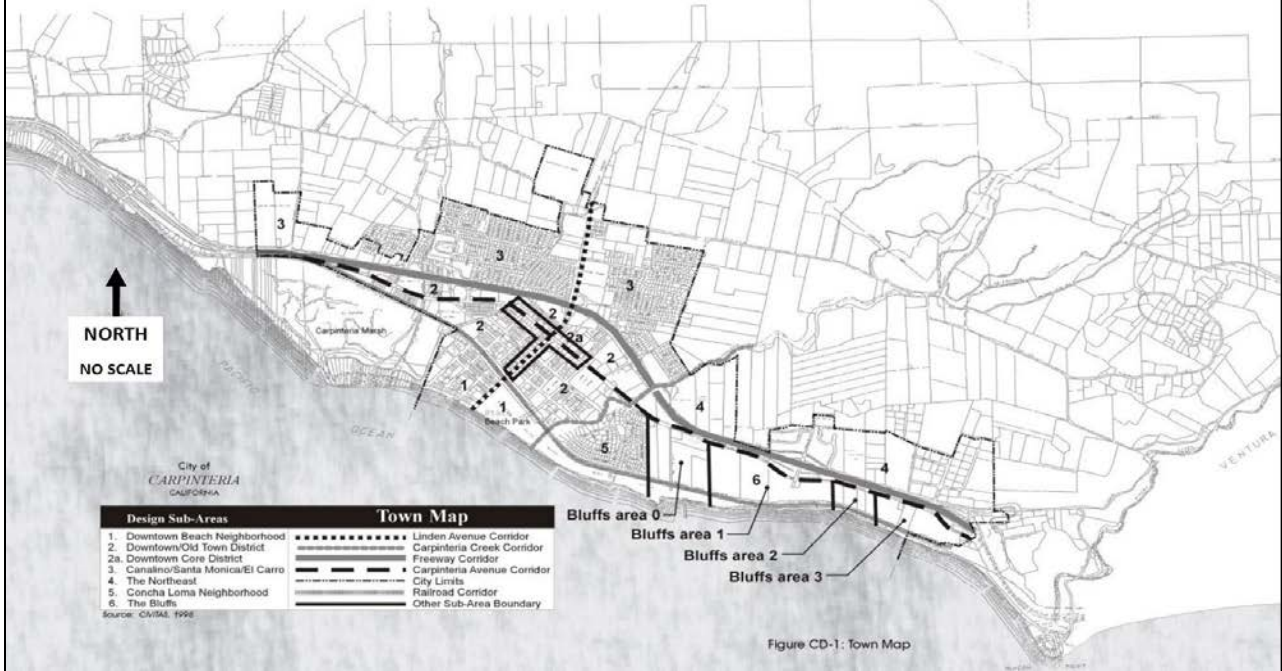 3
3
3
2
2
2
2a
2
2
1
1
4
5
6
4
NORTH
NO SCALE
Carpinteria Marsh
PACIFIC
OCEAN
Beach Park
VENTURA
Bluffs area 0
Bluffs area 1
Bluffs area 2
Bluffs area 3
City of
CARPINTERIA
CALIFORNIA
Design Sub-Areas Town Map
1. Downtown Beach Neighborhood Linden Avenue Corridor
2. Downtown/Old Town District Carpinteria Creek Corridor
2a. Downtown Core District Freeway Corridor
3. Canalino/Santa Monica/El Carro Carpinteria Avenue Corridor
4. The Northeast City Limits
5. Concha Loma Neighborhood Railroad Corridor
6. The Bluffs Other Sub-Area Boundary
Source: CIVITAS, 1998
Figure CD-1: Town Map